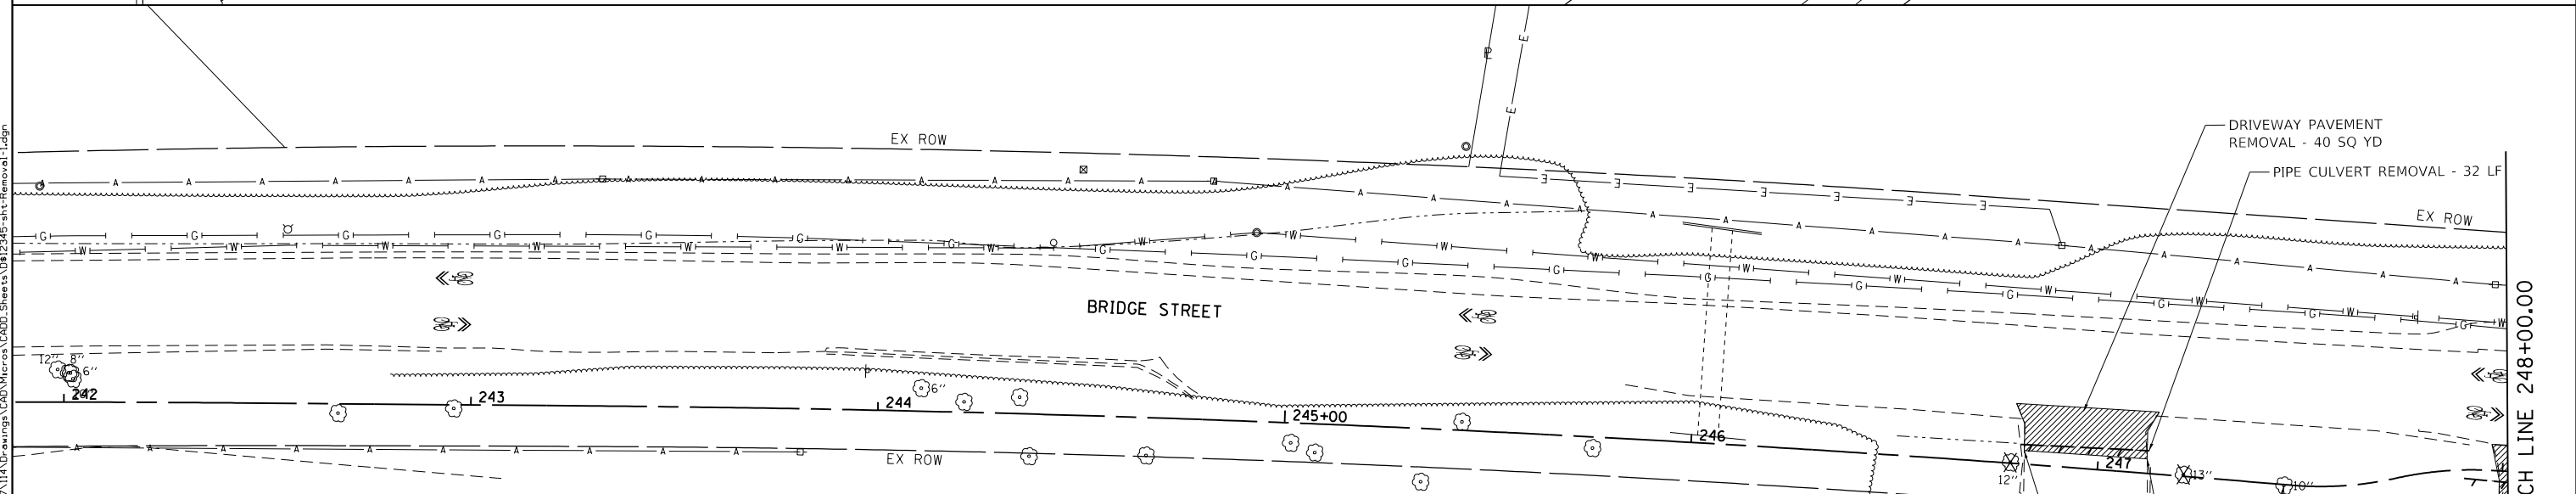 EX ROW
DRIVEWAY PAVEMENT
REMOVAL - 40 SQ YD
PIPE CULVERT REMOVAL - 32 LF
EX ROW
BRIDGE STREET
12" 8"
6"
242
243
244
6"
245+00
246
247
12"
13"
10"
EX ROW
CH LINE 248+00.00